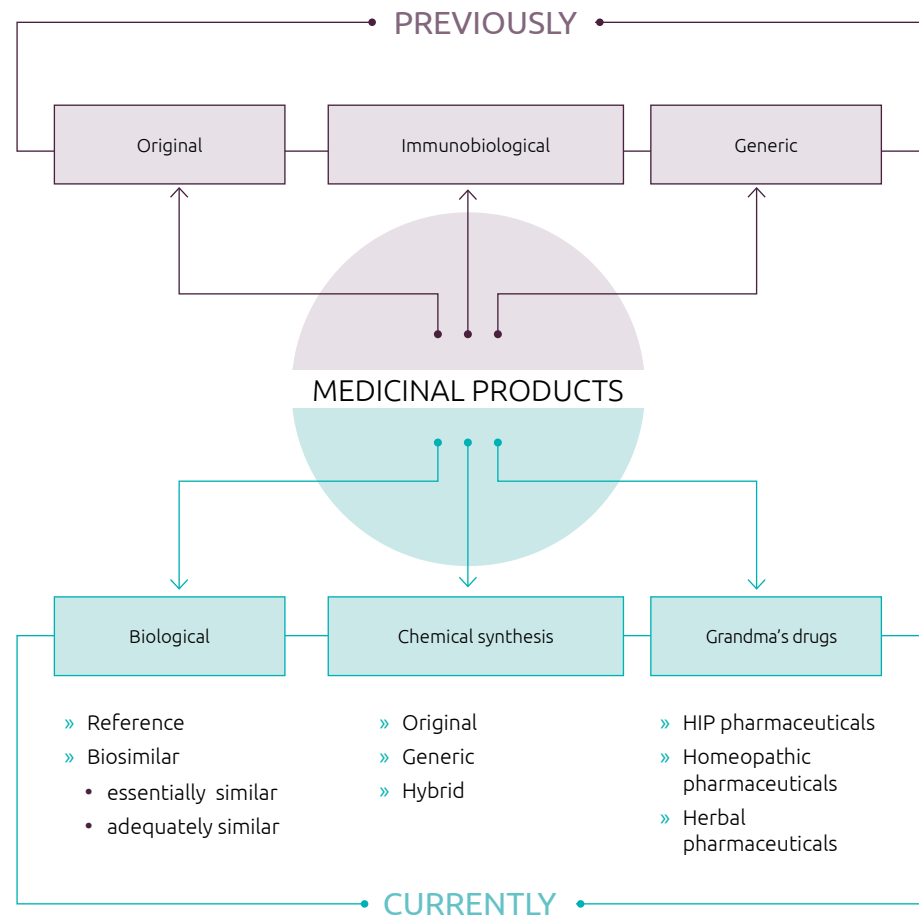 PREVIOUSLY
Original
Immunobiological
Generic
MEDICINAL PRODUCTS
Biological
Chemical synthesis
Grandma's drugs
» Reference
» Biosimilar
• essentially similar
• adequately similar
» Original
» Generic
» Hybrid
» HIP pharmaceuticals
» Homeopathic
pharmaceuticals
» Herbal
pharmaceuticals
CURRENTLY